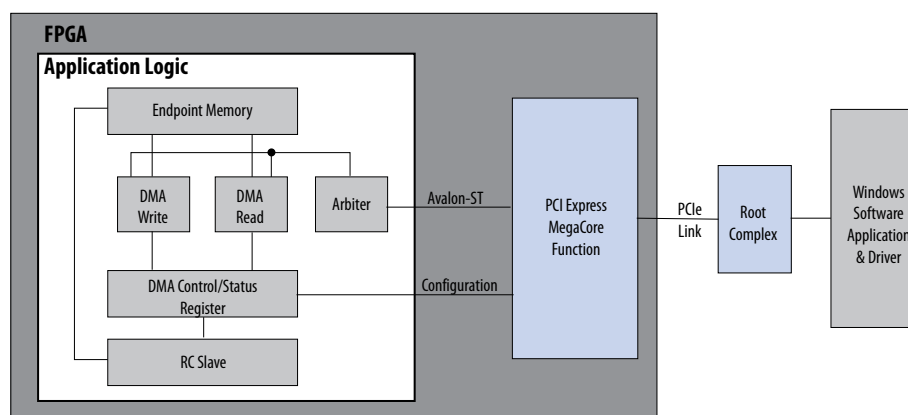 FPGA
Application Logic
Endpoint Memory
DMA
Write
DMA
Read
Arbiter
Avalon-ST
DMA Control/Status
Register
Configuration
RC Slave
PCI Express
MegaCore
Function
PCIe
Link
Root
Complex
Windows
Software
Application
& Driver